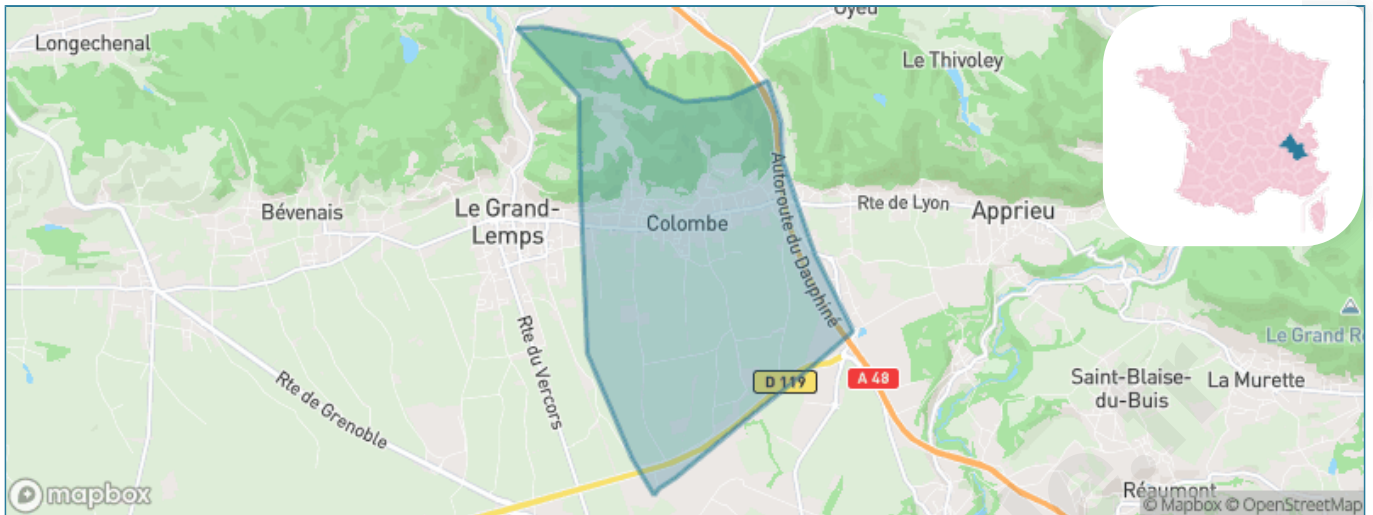 Oyeu
Longechenal
Le Thivoley
Autoroute du Dauphiné
Bévenais
Le Grand-
Lemps
Colombe
Rte de Lyon
Apprieu
Rte du Vercors
Rte de Grenoble
D 119
A 48
Le Grand R
Saint-Blaise-
du-Buis
La Murette
Réaumont
mapbox
© Mapbox © OpenStreetMap